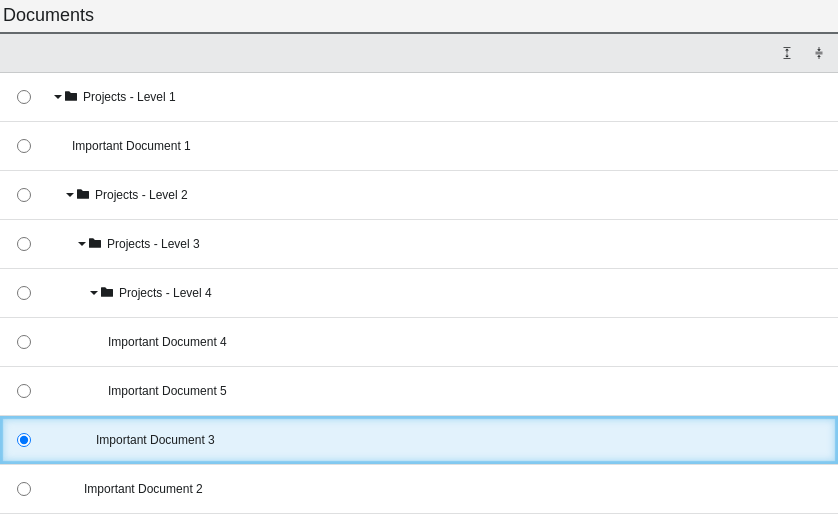 Documents
Projects - Level 1
Important Document 1
Projects - Level 2
Projects - Level 3
Projects - Level 4
Important Document 4
Important Document 5
Important Document 3
Important Document 2